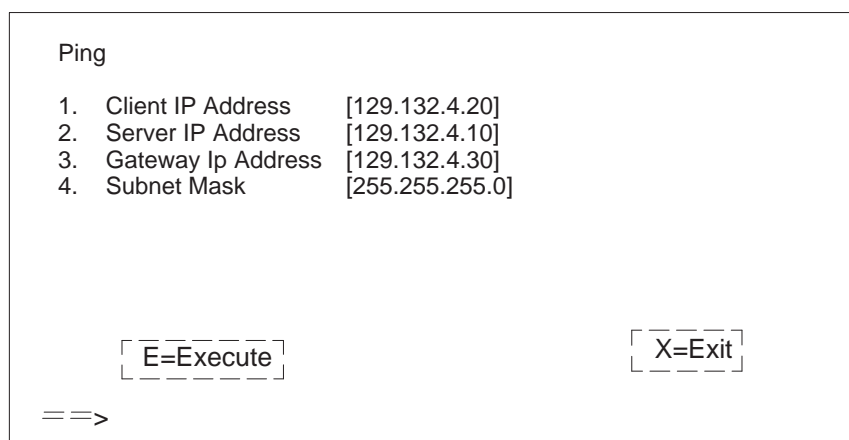 Ping
1. Client IP Address [129.132.4.20]
2. Server IP Address [129.132.4.10]
3. Gateway Ip Address [129.132.4.30]
4. Subnet Mask [255.255.255.0]
E=Execute X=Exit
==>